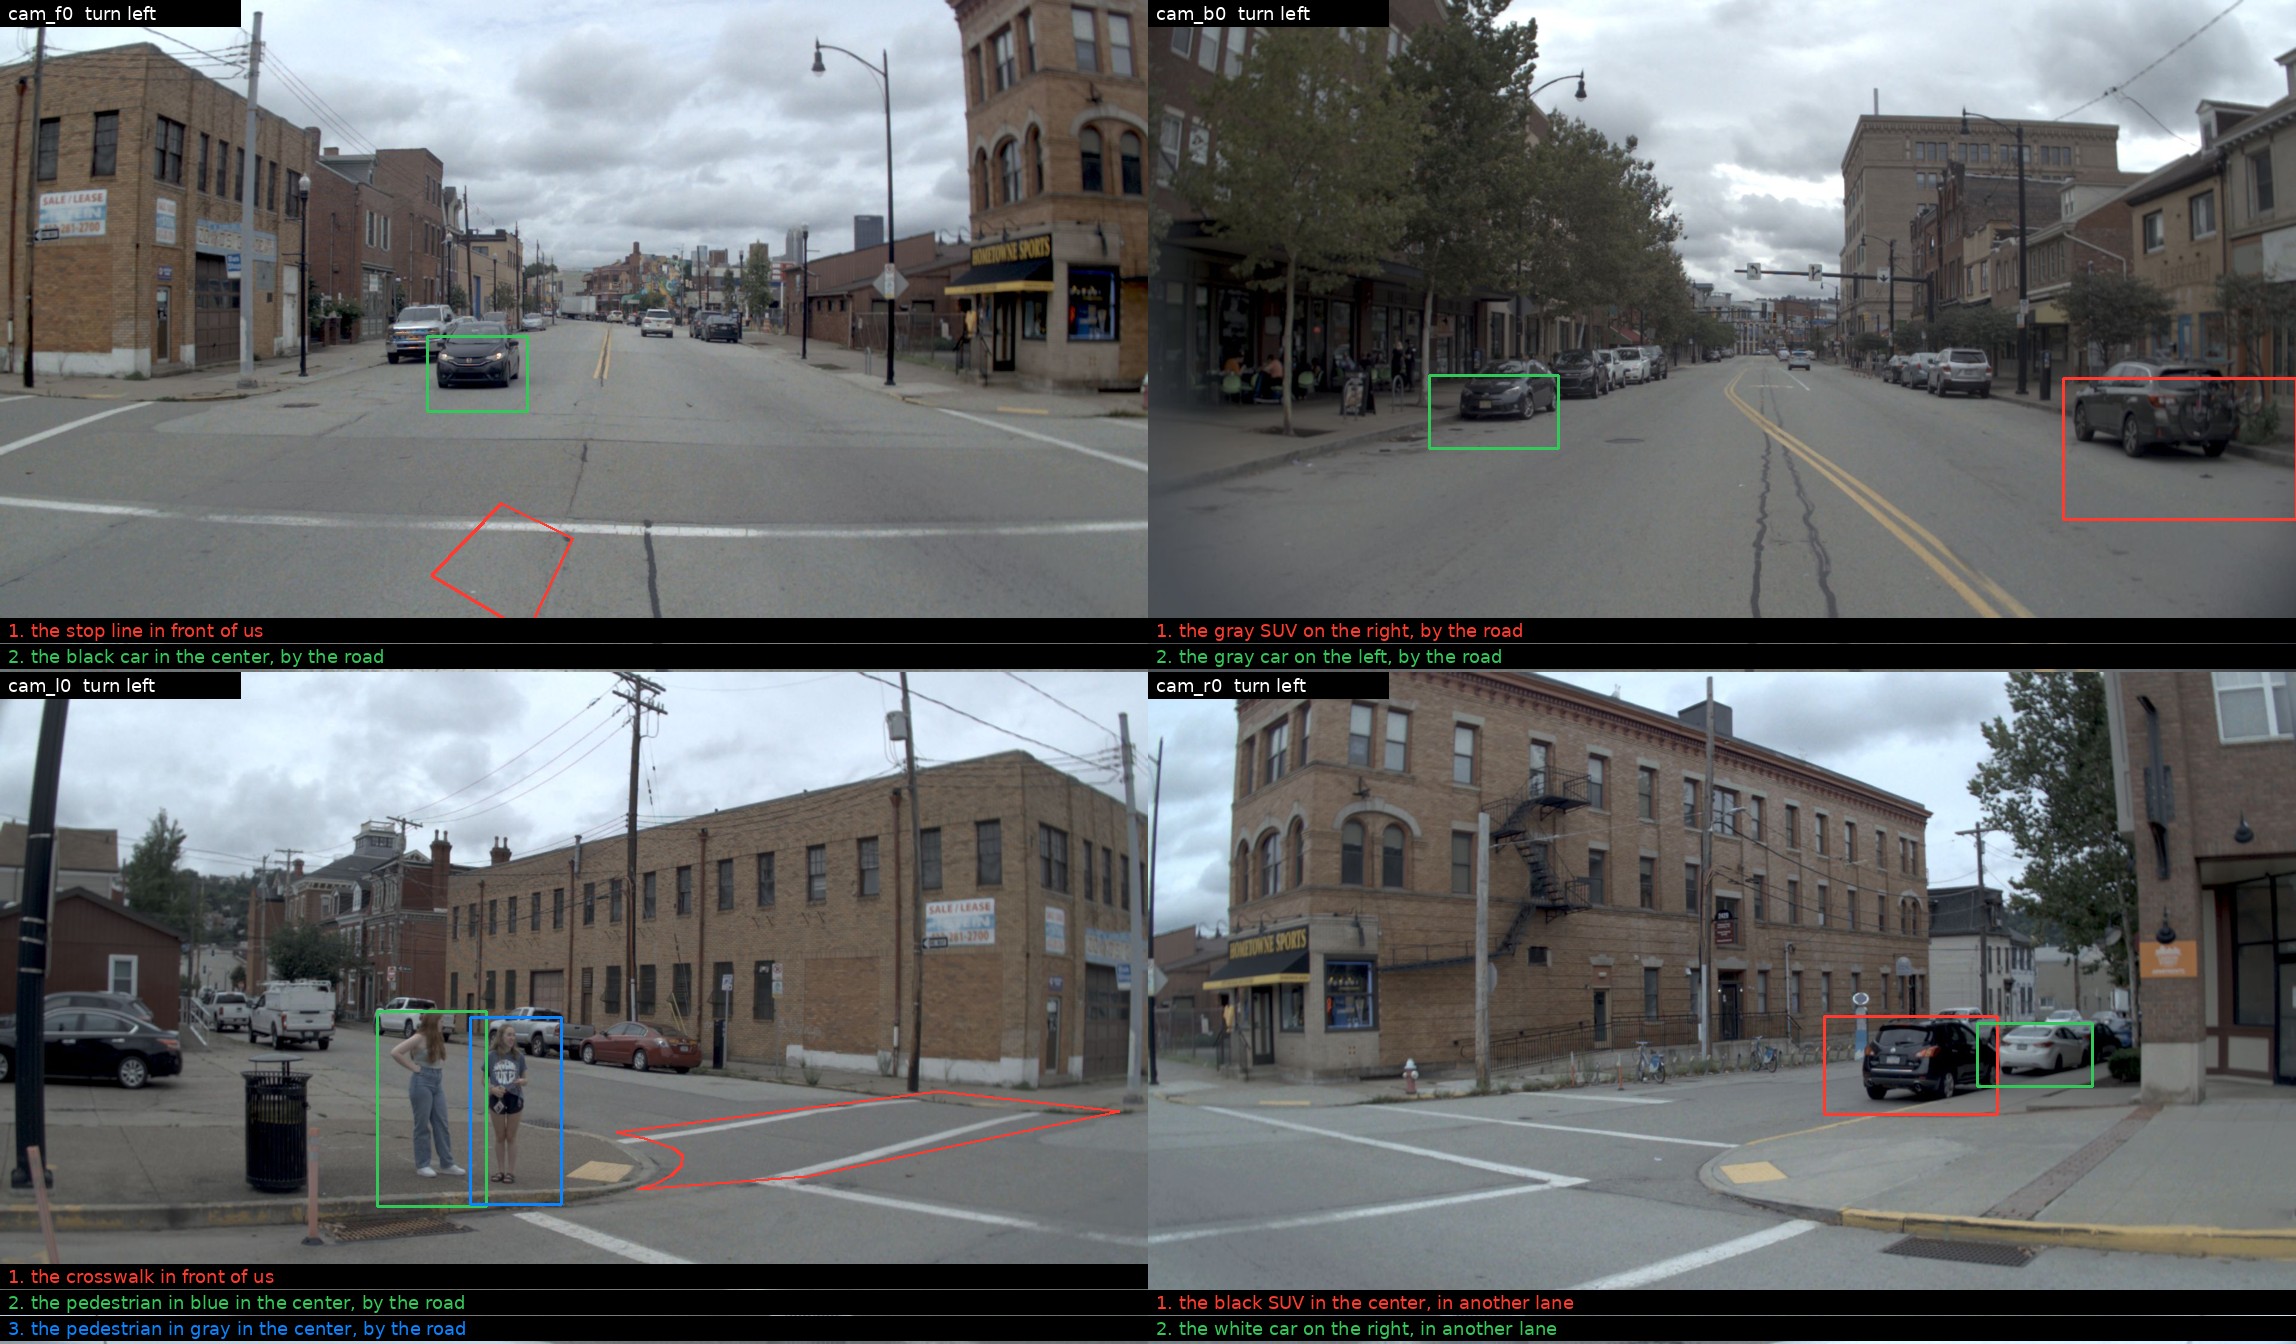 cam_f0 turn left
SALE / LEASE
261-2700
HOMETOWNE SPORTS
1. the stop line in front of us
2. the black car in the center, by the road
cam_b0 turn left
1. the gray SUV on the right, by the road
2. the gray car on the left, by the road
cam_l0 turn left
SALE / LEASE
261-2700
1. the crosswalk in front of us
2. the pedestrian in blue in the center, by the road
3. the pedestrian in gray in the center, by the road
cam_r0 turn left
HOMETOWNE SPORTS
1. the black SUV in the center, in another lane
2. the white car on the right, in another lane